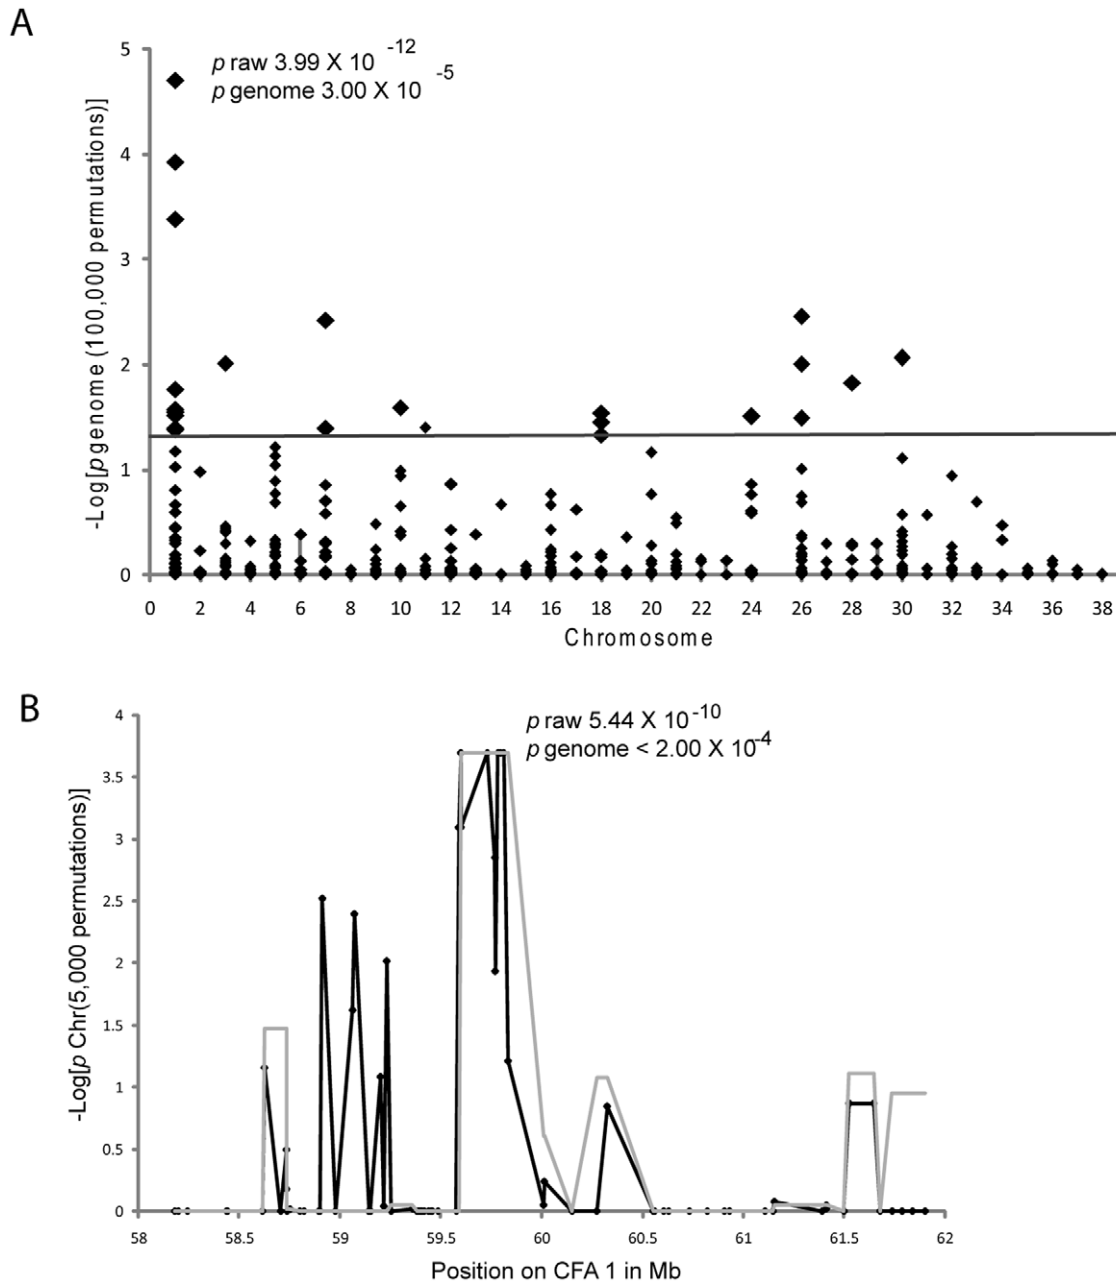 A
p raw 3.99 X 10 -12
p genome 3.00 X 10 -5
-Log[p genome (100,000 permutations)]
5
4
3
2
1
0
0 2 4 6 8 10 12 14 16 18 20 22 24 26 28 30 32 34 36 38
Chromosome
B
p raw 5.44 X 10 -10
p genome < 2.00 X 10 -4
-Log[p Chr(5,000 permutations)]
4
3.5
3
2.5
2
1.5
1
0.5
0
58 58.5 59 59.5 60 60.5 61 61.5 62
Position on CFA 1 in Mb